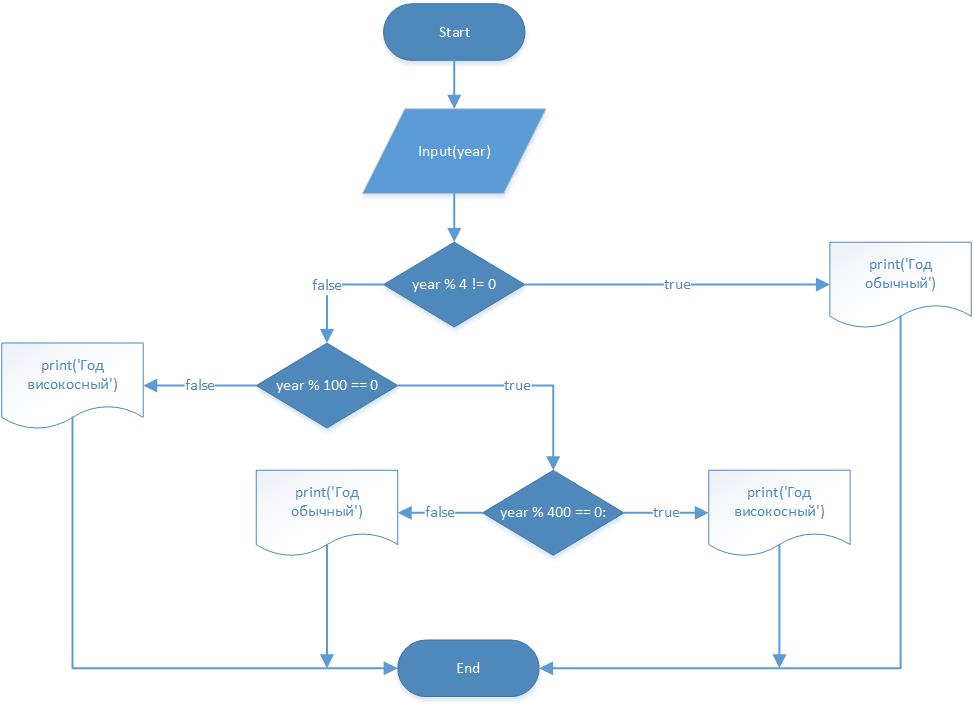 Start
Input(year)
year % 4 != 0
false
true
print('Год
обычный')
print('Год
високосный')
false
year % 100 == 0
true
print('Год
обычный')
false
year % 400 == 0:
true
print('Год
високосный')
End